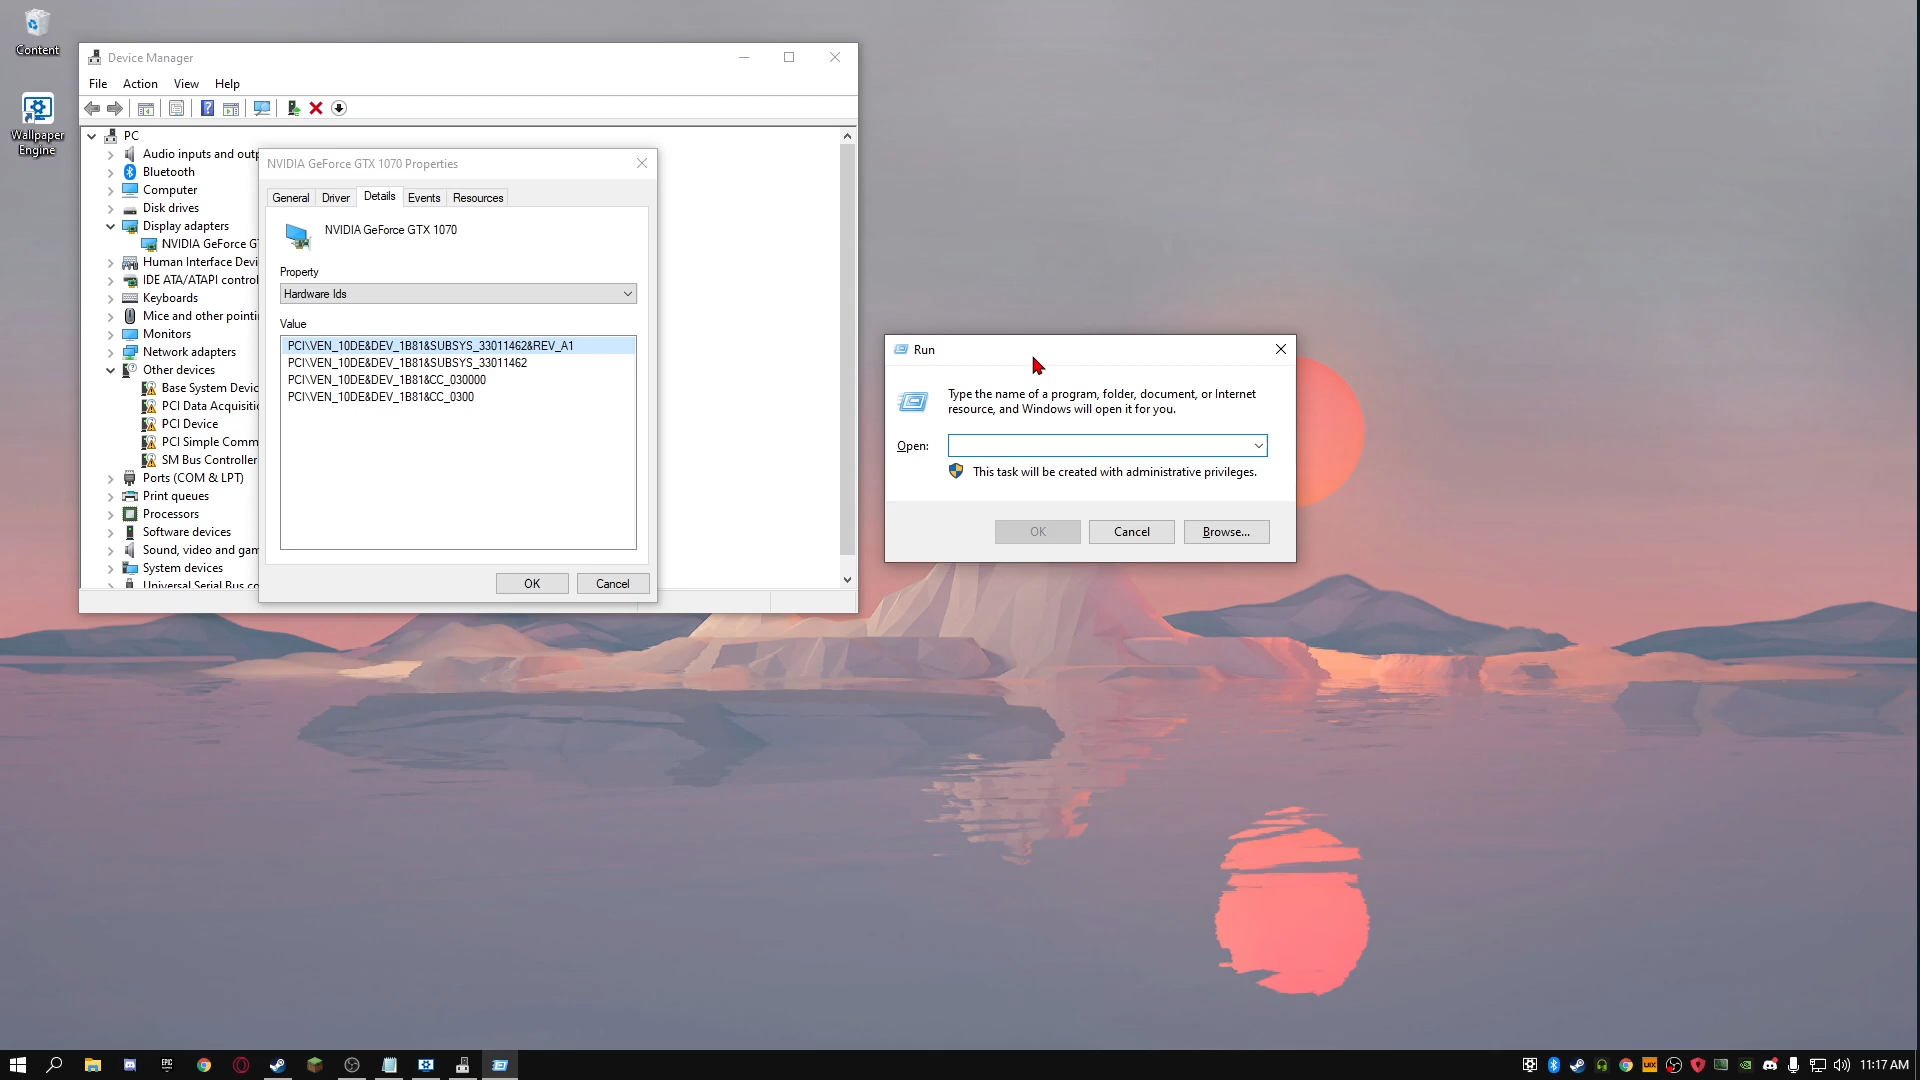 Content
Wallpaper
Engine
Device Manager
File Action View Help
PC
Audio inputs and outp
Bluetooth
Computer
Disk drives
Display adapters
NVIDIA GeForce G
Human Interface Devi
IDE ATA/ATAPI control
Keyboards
Mice and other pointi
Monitors
Network adapters
Other devices
Base System Devic
PCI Data Acquisitio
PCI Device
PCI Simple Comm
SM Bus Controller
Ports (COM & LPT)
Print queues
Processors
Software devices
Sound, video and gam
System devices
Universal Serial Bus co
NVIDIA GeForce GTX 1070 Properties
General Driver Details Events Resources
NVIDIA GeForce GTX 1070
Property
Hardware Ids
Value
PCI\VEN_10DE&DEV_1B81&SUBSYS_33011462&REV_A1
PCI\VEN_10DE&DEV_1B81&SUBSYS_33011462
PCI\VEN_10DE&DEV_1B81&CC_030000
PCI\VEN_10DE&DEV_1B81&CC_0300
OK Cancel
Run
Type the name of a program, folder, document, or Internet
resource, and Windows will open it for you.
Open:
This task will be created with administrative privileges.
OK Cancel Browse...
EPIC
11:17 AM